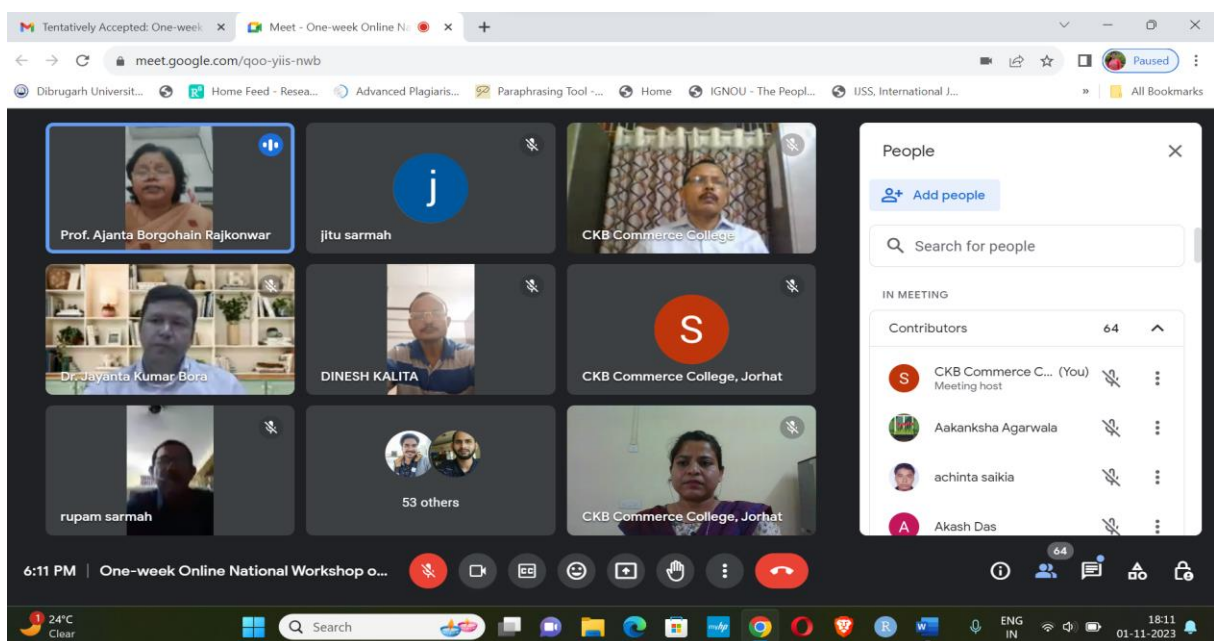 Tentatively Accepted: One-week
Meet - One-week Online Na
meet.google.com/qoo-yiis-nwb
Paused
Dibrugarh Universit...
Home Feed - Resea...
Advanced Plagiaris...
Paraphrasing Tool -...
Home
IGNOU - The Peopl...
IJSS, International J...
»
All Bookmarks
Prof. Ajanta Borgohain Rajkonwar
j
jitu sarmah
CKB Commerce College
Dr. Jayanta Kumar Bora
DINESH KALITA
S
CKB Commerce College, Jorhat
rupam sarmah
53 others
CKB Commerce College, Jorhat
People
Add people
Search for people
IN MEETING
Contributors 64
S
CKB Commerce C... (You)
Meeting host
Aakanksha Agarwala
achinta saikia
A
Akash Das
6:11 PM | One-week Online National Workshop o...
64
1
24°C
Clear
Search
ENG
IN
18:11
01-11-2023